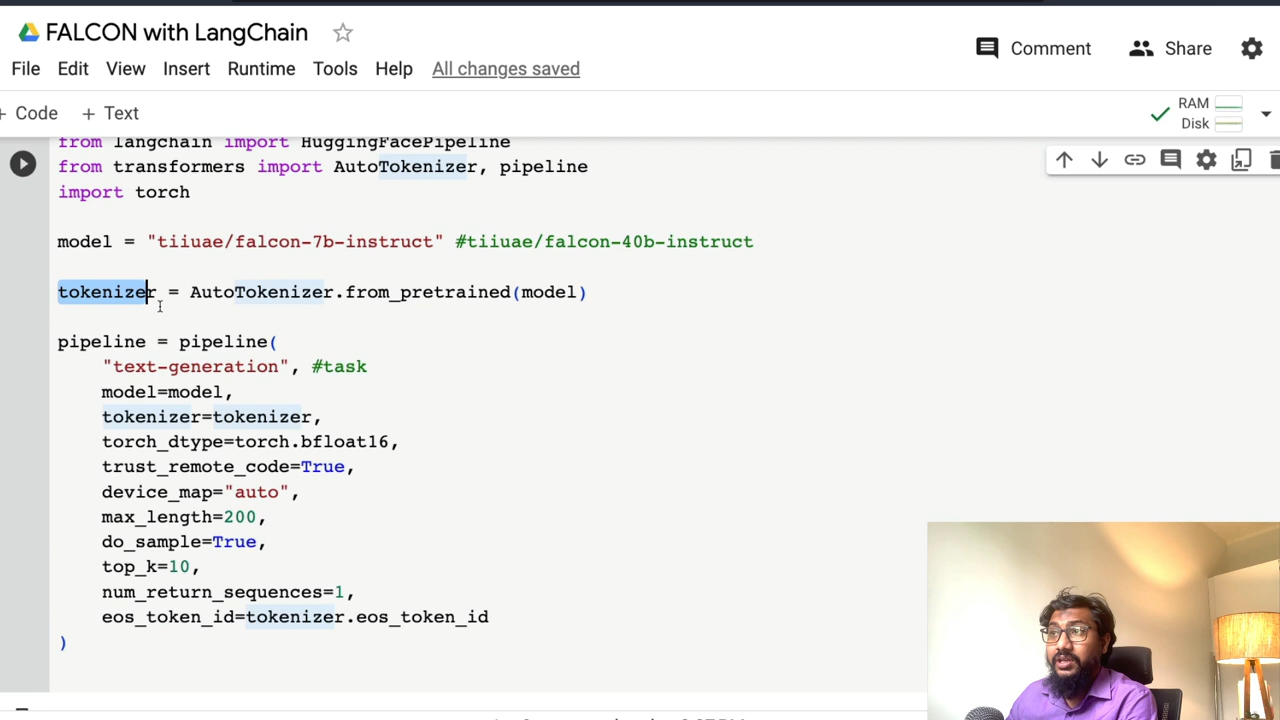 FALCON with LangChain
Comment
Share
File Edit View Insert Runtime Tools Help All changes saved
+ Code + Text
RAM
Disk
from langchain import HuggingFacePipeline
from transformers import AutoTokenizer, pipeline
import torch
model = "tiiuae/falcon-7b-instruct" #tiiuae/falcon-40b-instruct
tokenizer = AutoTokenizer.from_pretrained(model)
pipeline = pipeline(
    "text-generation", #task
    model=model,
    tokenizer=tokenizer,
    torch_dtype=torch.bfloat16,
    trust_remote_code=True,
    device_map="auto",
    max_length=200,
    do_sample=True,
    top_k=10,
    num_return_sequences=1,
    eos_token_id=tokenizer.eos_token_id
)